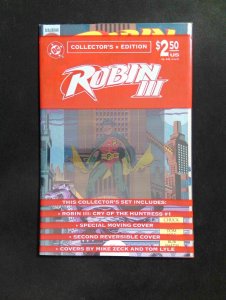 COLLECTOR'S EDITION
$2.50
US
ROBIN
III
THIS COLLECTOR'S SET INCLUDES:
• ROBIN III: CRY OF THE HUNTRESS #1
• SPECIAL MOVING COVER
• SECOND REVERSIBLE COVER
• COVERS BY MIKE ZECK AND TOM LYLE